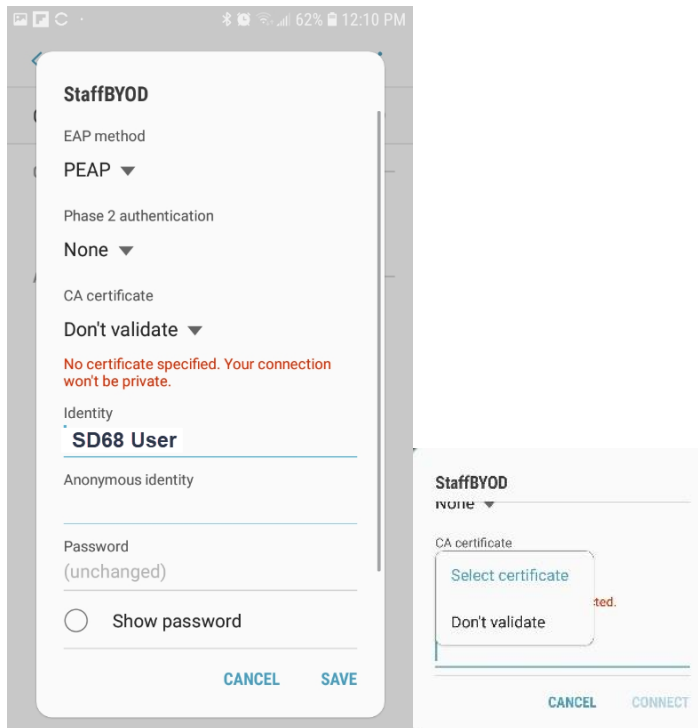 62% 12:10 PM
StaffBYOD
EAP method
PEAP
Phase 2 authentication
None
CA certificate
Don't validate
No certificate specified. Your connection
won't be private.
Identity
SD68 User
Anonymous identity
Password
(unchanged)
Show password
CANCEL SAVE
StaffBYOD
None
CA certificate
Select certificate
cted.
Don't validate
CANCEL CONNECT